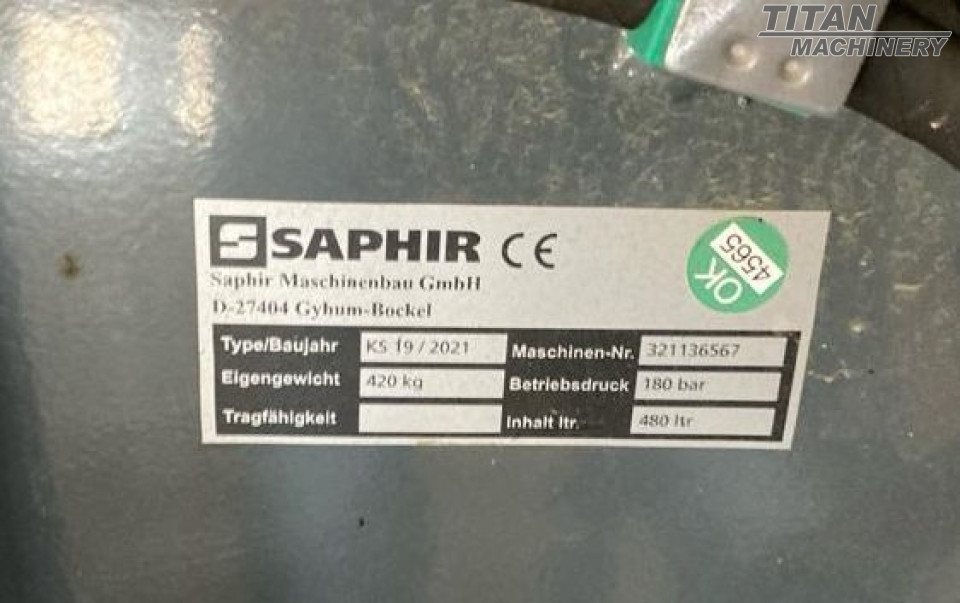 TITAN
MACHINERY
SAPHIR CE
Saphir Maschinenbau GmbH
D-27404 Gyhum-Bockel
OK
4565
Type/Baujahr KS 19 / 2021 Maschinen-Nr. 321136567
Eigengewicht 420 kg Betriebsdruck 180 bar
Tragfähigkeit Inhalt ltr. 480 ltr